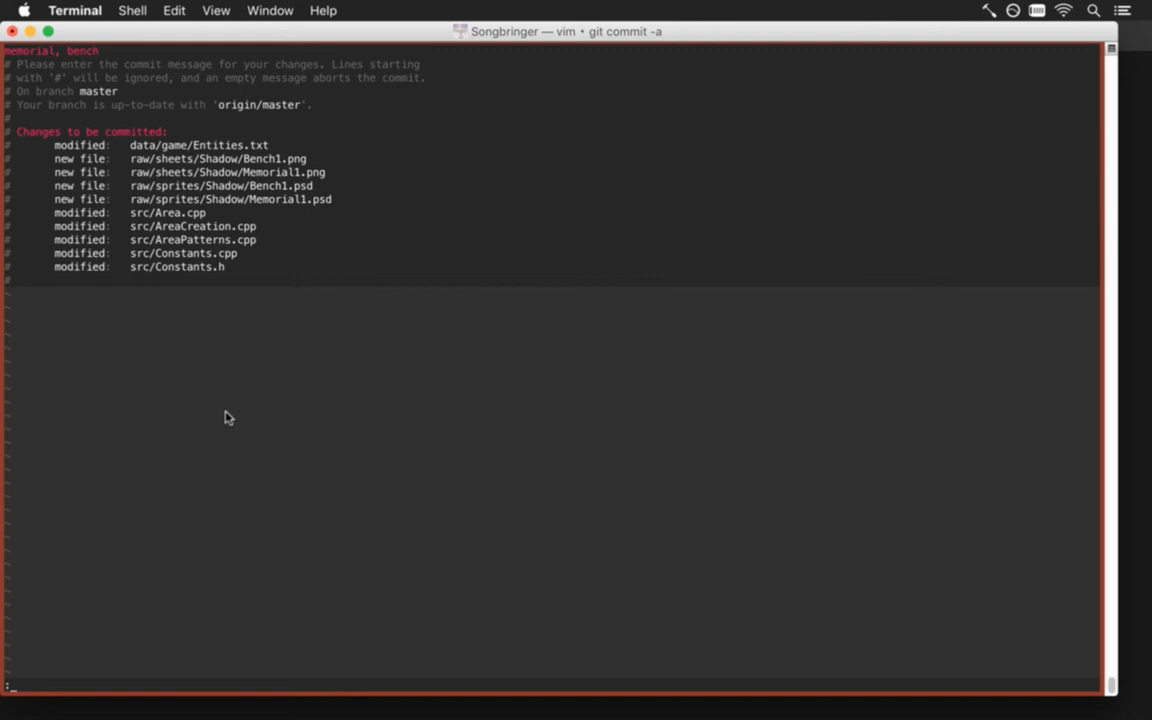 Terminal Shell Edit View Window Help
Songbringer — vim • git commit -a
memorial, bench
# Please enter the commit message for your changes. Lines starting
# with '#' will be ignored, and an empty message aborts the commit.
# On branch master
# Your branch is up-to-date with 'origin/master'.
#
# Changes to be committed:
#       modified:   data/game/Entities.txt
#       new file:   raw/sheets/Shadow/Bench1.png
#       new file:   raw/sheets/Shadow/Memorial1.png
#       new file:   raw/sprites/Shadow/Bench1.psd
#       new file:   raw/sprites/Shadow/Memorial1.psd
#       modified:   src/Area.cpp
#       modified:   src/AreaCreation.cpp
#       modified:   src/AreaPatterns.cpp
#       modified:   src/Constants.cpp
#       modified:   src/Constants.h
#
: